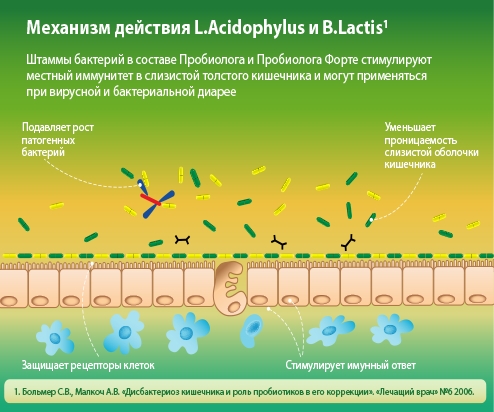 Механизм действия L.Acidophylus и B.Lactis¹
Штаммы бактерий в составе Пробиолога и Пробиолога Форте стимулируют
местный иммунитет в слизистой толстого кишечника и могут применяться
при вирусной и бактериальной диарее
Подавляет рост
патогенных
бактерий
Уменьшает
проницаемость
слизистой оболочки
кишечника
Защищает рецепторы клеток
Стимулирует имунный ответ
1. Больмер С.В., Малкоч А.В. «Дисбактериоз кишечника и роль пробиотиков в его коррекции». «Лечащий врач» №6 2006.